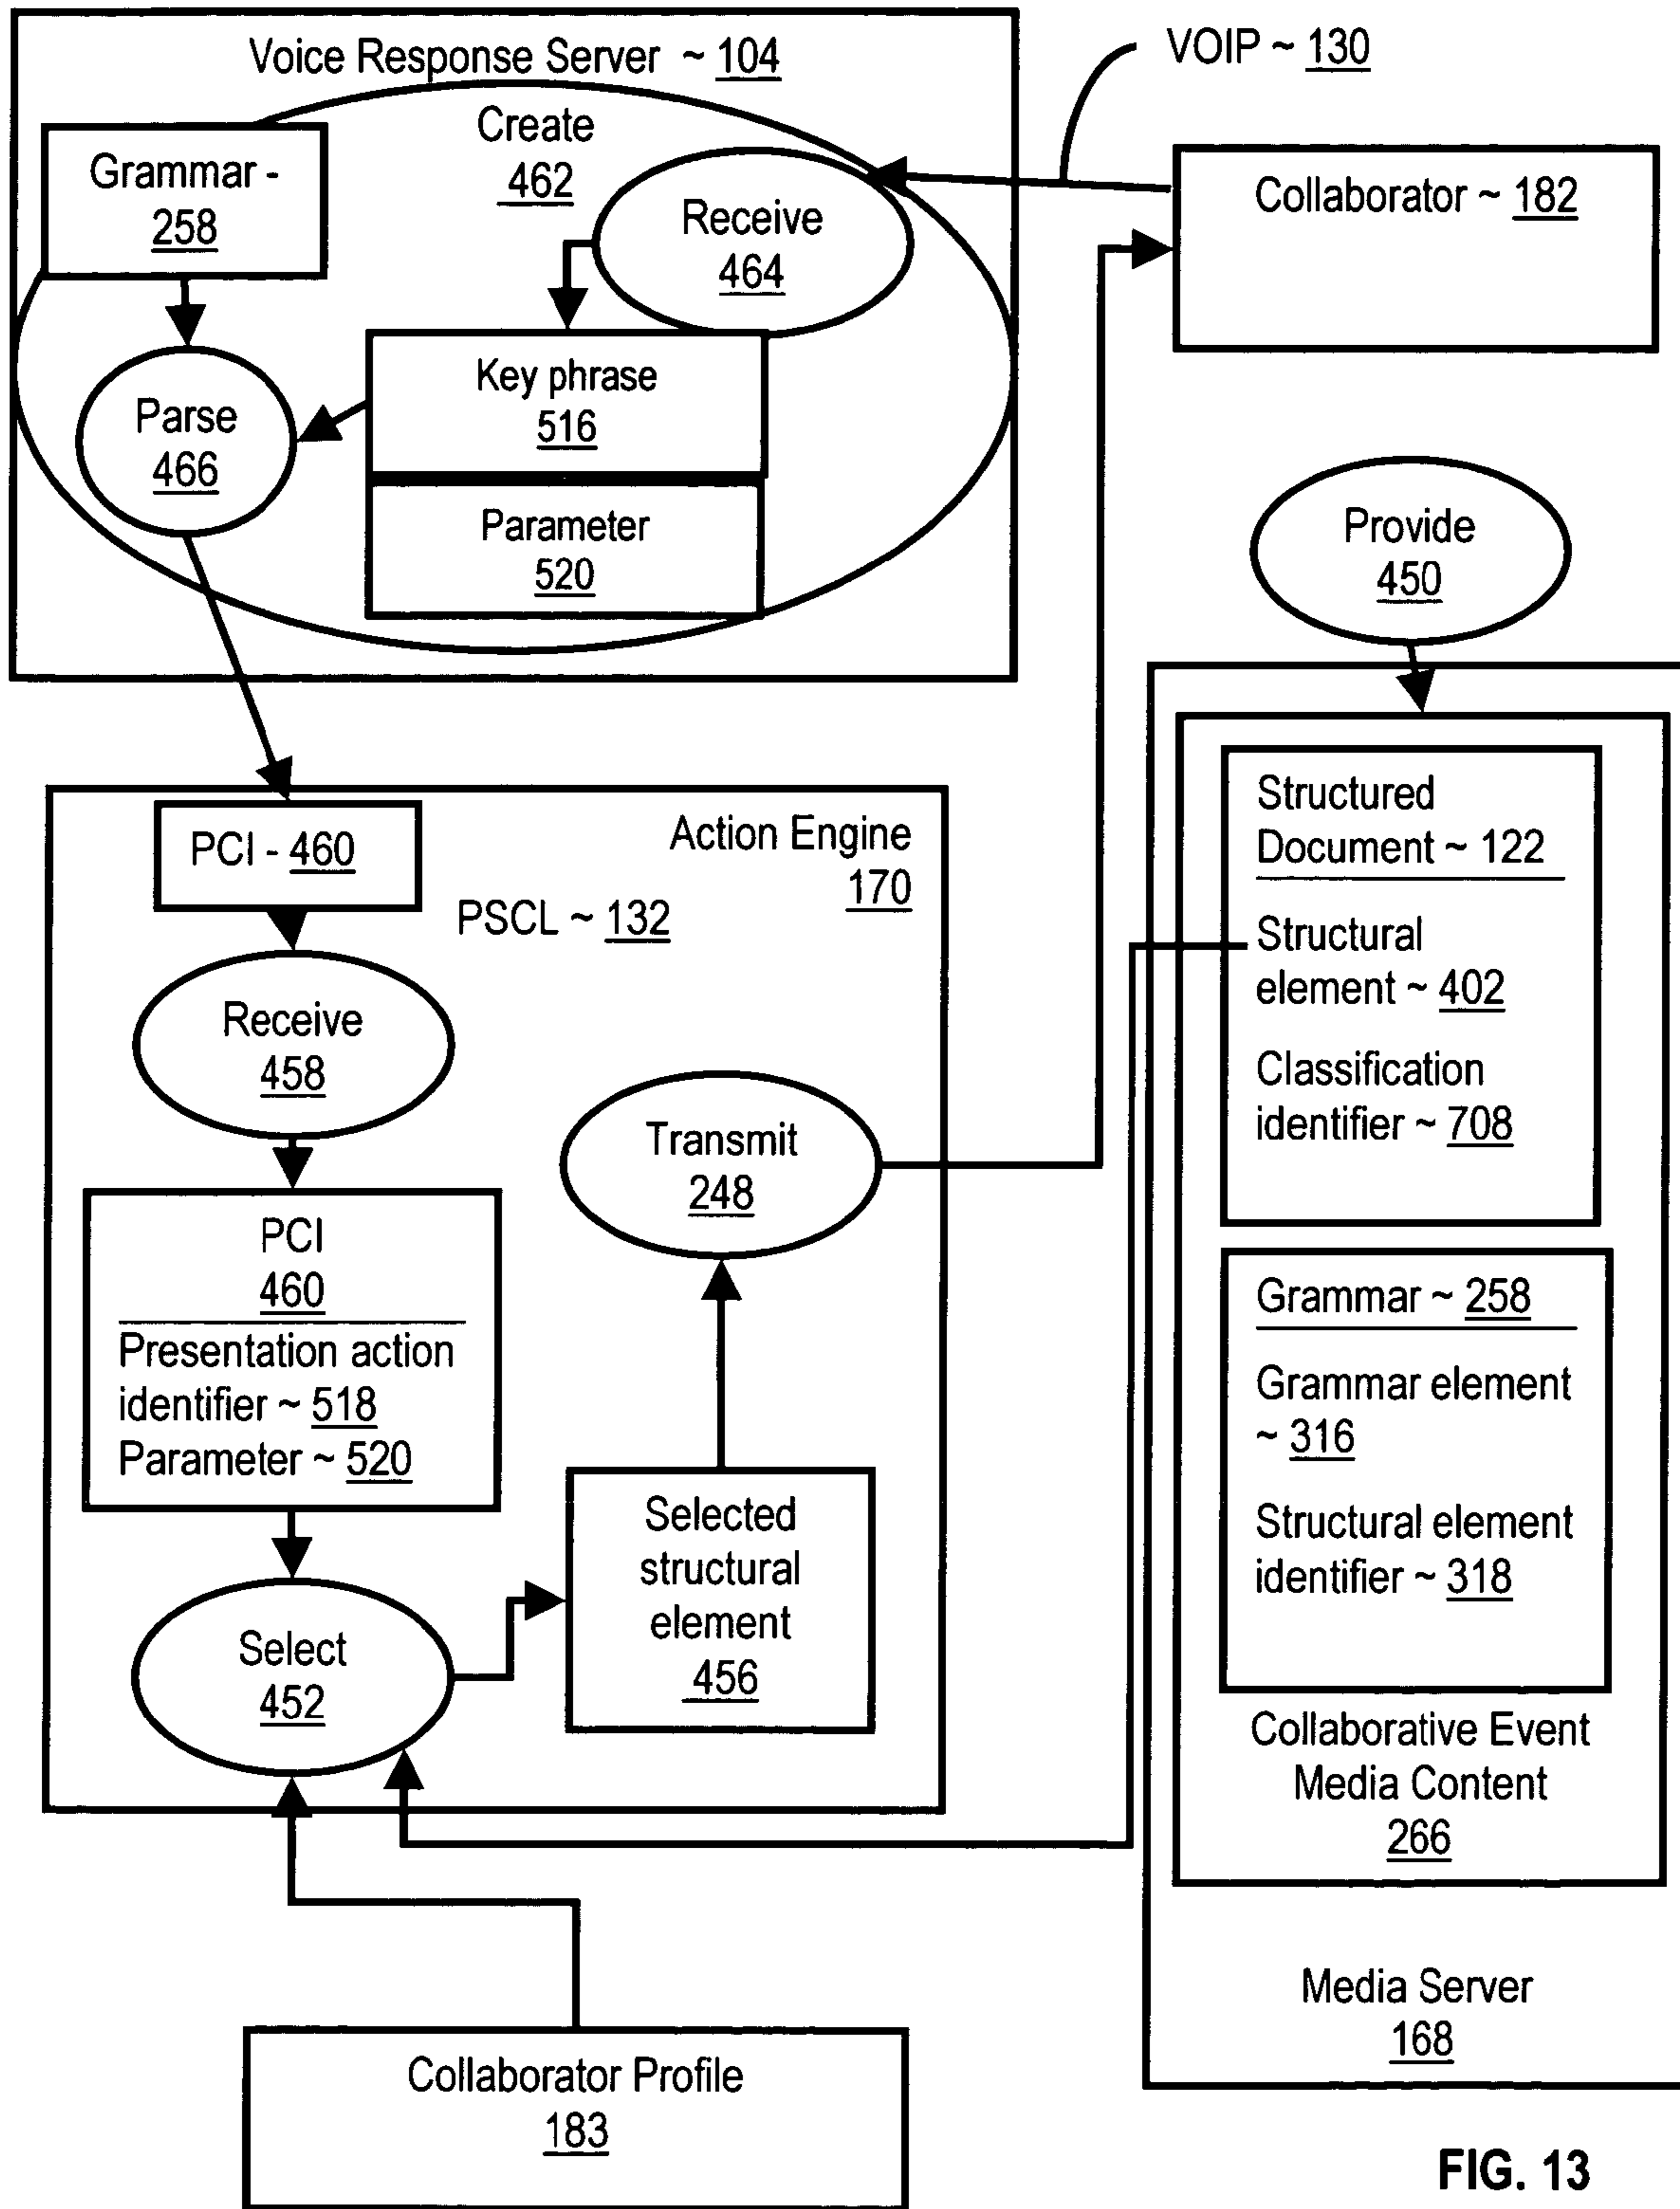 Voice Response Server ~ 104
VOIP ~ 130
Create
462
Grammar -
258
Receive
464
Collaborator ~ 182
Key phrase
516
Parse
466
Parameter
520
Provide
450
PCI - 460
Action Engine
170
PSCL ~ 132
Structured
Document ~ 122
Structural
element ~ 402
Classification
identifier ~ 708
Receive
458
Transmit
248
PCI
460
Presentation action
identifier ~ 518
Parameter ~ 520
Grammar ~ 258
Grammar element
~ 316
Structural element
identifier ~ 318
Selected
structural
element
456
Select
452
Collaborative Event
Media Content
266
Media Server
168
Collaborator Profile
183
FIG. 13